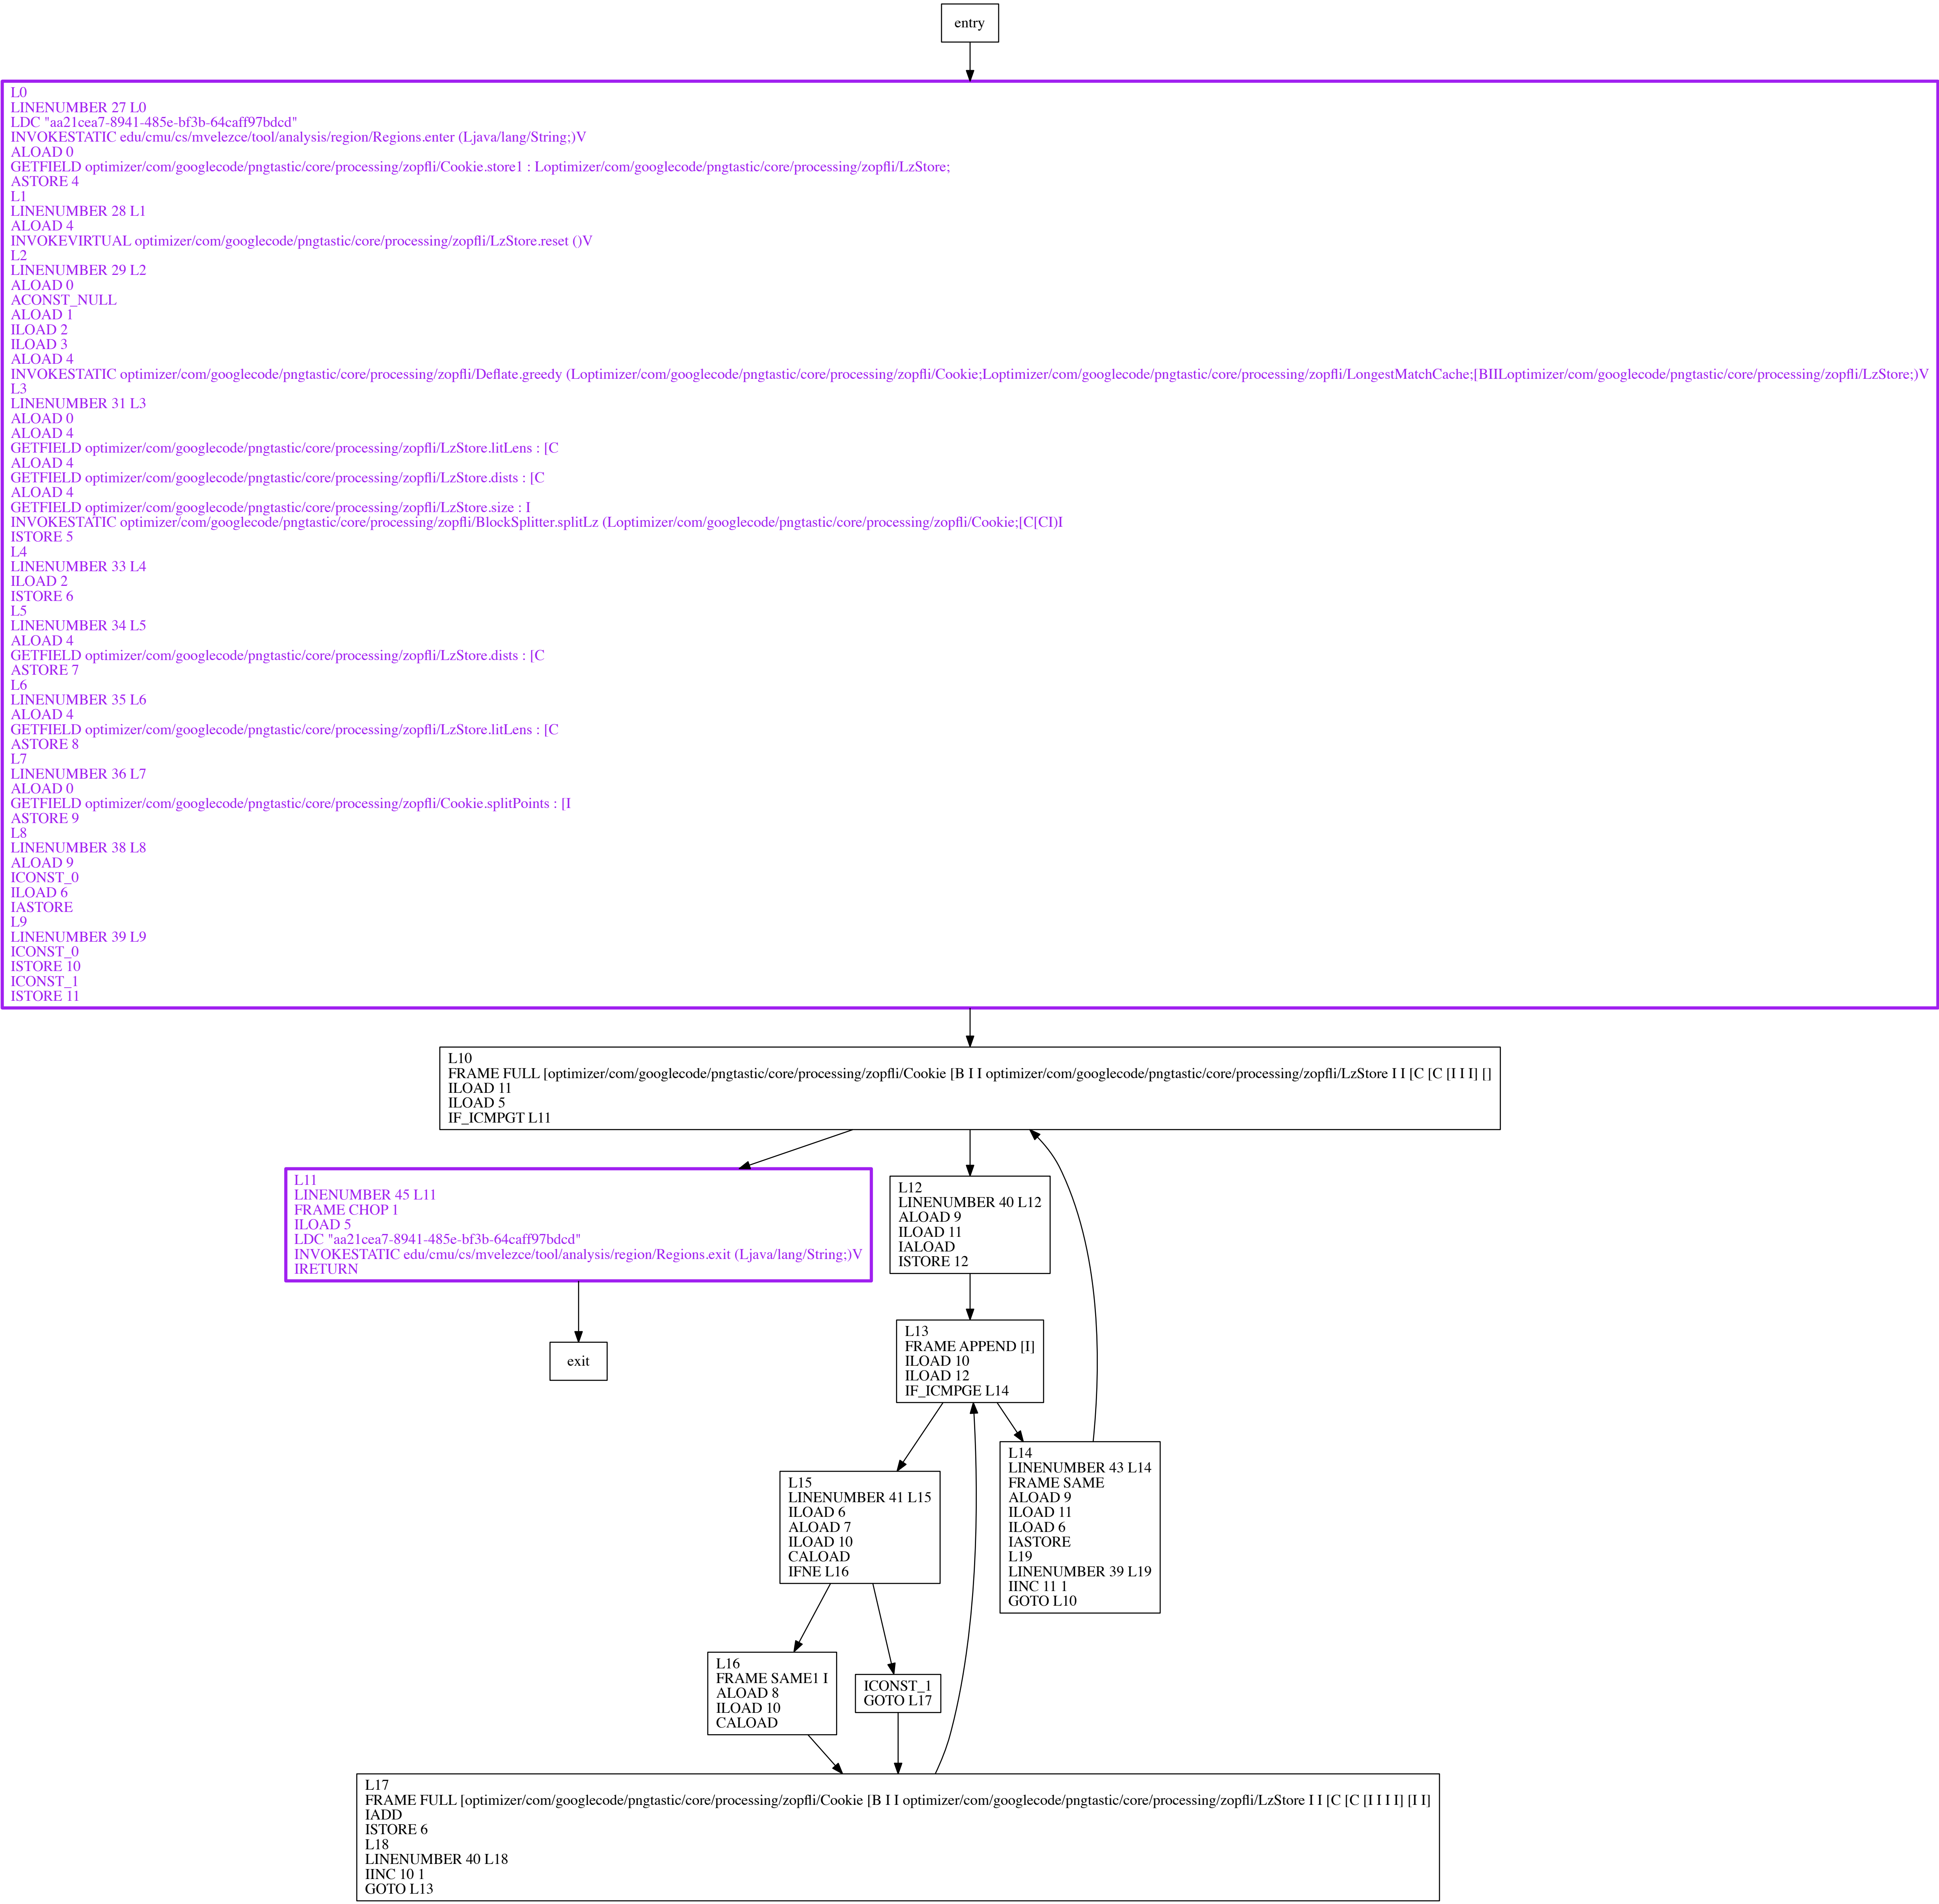 entry
L0
LINENUMBER 27 L0
LDC "aa21cea7-8941-485e-bf3b-64caff97bdcd"
INVOKESTATIC edu/cmu/cs/mvelezce/tool/analysis/region/Regions.enter (Ljava/lang/String;)V
ALOAD 0
GETFIELD optimizer/com/googlecode/pngtastic/core/processing/zopfli/Cookie.store1 : Loptimizer/com/googlecode/pngtastic/core/processing/zopfli/LzStore;
ASTORE 4
L1
LINENUMBER 28 L1
ALOAD 4
INVOKEVIRTUAL optimizer/com/googlecode/pngtastic/core/processing/zopfli/LzStore.reset ()V
L2
LINENUMBER 29 L2
ALOAD 0
ACONST_NULL
ALOAD 1
ILOAD 2
ILOAD 3
ALOAD 4
INVOKESTATIC optimizer/com/googlecode/pngtastic/core/processing/zopfli/Deflate.greedy (Loptimizer/com/googlecode/pngtastic/core/processing/zopfli/Cookie;Loptimizer/com/googlecode/pngtastic/core/processing/zopfli/LongestMatchCache;[BIILoptimizer/com/googlecode/pngtastic/core/processing/zopfli/LzStore;)V
L3
LINENUMBER 31 L3
ALOAD 0
ALOAD 4
GETFIELD optimizer/com/googlecode/pngtastic/core/processing/zopfli/LzStore.litLens : [C
ALOAD 4
GETFIELD optimizer/com/googlecode/pngtastic/core/processing/zopfli/LzStore.dists : [C
ALOAD 4
GETFIELD optimizer/com/googlecode/pngtastic/core/processing/zopfli/LzStore.size : I
INVOKESTATIC optimizer/com/googlecode/pngtastic/core/processing/zopfli/BlockSplitter.splitLz (Loptimizer/com/googlecode/pngtastic/core/processing/zopfli/Cookie;[C[CI)I
ISTORE 5
L4
LINENUMBER 33 L4
ILOAD 2
ISTORE 6
L5
LINENUMBER 34 L5
ALOAD 4
GETFIELD optimizer/com/googlecode/pngtastic/core/processing/zopfli/LzStore.dists : [C
ASTORE 7
L6
LINENUMBER 35 L6
ALOAD 4
GETFIELD optimizer/com/googlecode/pngtastic/core/processing/zopfli/LzStore.litLens : [C
ASTORE 8
L7
LINENUMBER 36 L7
ALOAD 0
GETFIELD optimizer/com/googlecode/pngtastic/core/processing/zopfli/Cookie.splitPoints : [I
ASTORE 9
L8
LINENUMBER 38 L8
ALOAD 9
ICONST_0
ILOAD 6
IASTORE
L9
LINENUMBER 39 L9
ICONST_0
ISTORE 10
ICONST_1
ISTORE 11
L10
FRAME FULL [optimizer/com/googlecode/pngtastic/core/processing/zopfli/Cookie [B I I optimizer/com/googlecode/pngtastic/core/processing/zopfli/LzStore I I [C [C [I I I] []
ILOAD 11
ILOAD 5
IF_ICMPGT L11
L11
LINENUMBER 45 L11
FRAME CHOP 1
ILOAD 5
LDC "aa21cea7-8941-485e-bf3b-64caff97bdcd"
INVOKESTATIC edu/cmu/cs/mvelezce/tool/analysis/region/Regions.exit (Ljava/lang/String;)V
IRETURN
L12
LINENUMBER 40 L12
ALOAD 9
ILOAD 11
IALOAD
ISTORE 12
exit
L13
FRAME APPEND [I]
ILOAD 10
ILOAD 12
IF_ICMPGE L14
L15
LINENUMBER 41 L15
ILOAD 6
ALOAD 7
ILOAD 10
CALOAD
IFNE L16
L14
LINENUMBER 43 L14
FRAME SAME
ALOAD 9
ILOAD 11
ILOAD 6
IASTORE
L19
LINENUMBER 39 L19
IINC 11 1
GOTO L10
L16
FRAME SAME1 I
ALOAD 8
ILOAD 10
CALOAD
ICONST_1
GOTO L17
L17
FRAME FULL [optimizer/com/googlecode/pngtastic/core/processing/zopfli/Cookie [B I I optimizer/com/googlecode/pngtastic/core/processing/zopfli/LzStore I I [C [C [I I I I] [I I]
IADD
ISTORE 6
L18
LINENUMBER 40 L18
IINC 10 1
GOTO L13